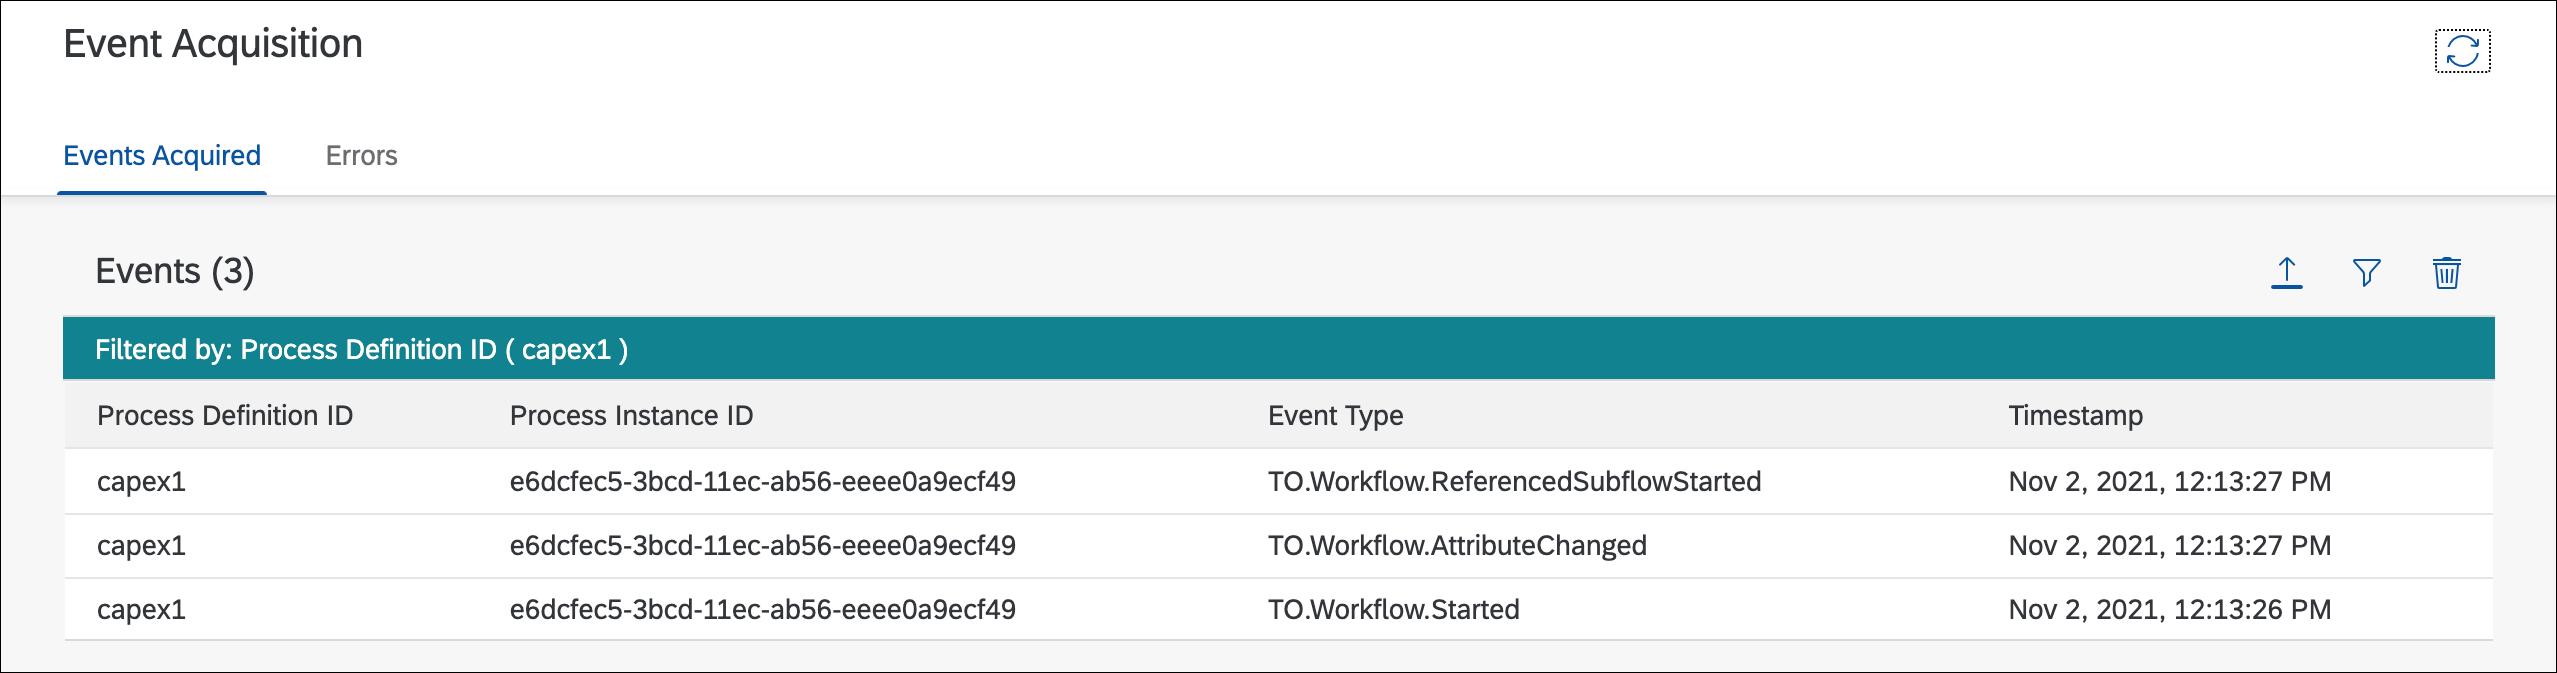 Event Acquisition
Events Acquired Errors
Events (3)
Filtered by: Process Definition ID ( capex1 )
Process Definition ID Process Instance ID Event Type Timestamp
capex1 e6dcfec5-3bcd-11ec-ab56-eeee0a9ecf49 TO.Workflow.ReferencedSubflowStarted Nov 2, 2021, 12:13:27 PM
capex1 e6dcfec5-3bcd-11ec-ab56-eeee0a9ecf49 TO.Workflow.AttributeChanged Nov 2, 2021, 12:13:27 PM
capex1 e6dcfec5-3bcd-11ec-ab56-eeee0a9ecf49 TO.Workflow.Started Nov 2, 2021, 12:13:26 PM